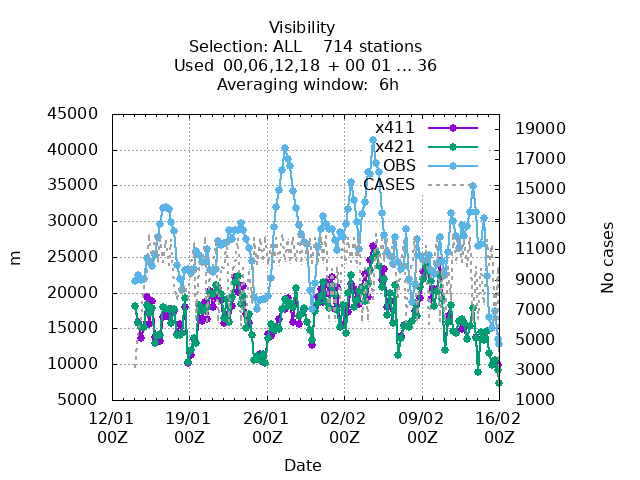 Visibility
Selection: ALL 714 stations
Used 00,06,12,18 + 00 01 ... 36
Averaging window: 6h
45000
40000
35000
30000
25000
20000
15000
10000
5000
m
x411
x421
OBS
CASES
19000
17000
15000
13000
11000
9000
7000
5000
3000
1000
No cases
12/01 19/01 26/01 02/02 09/02 16/02
00Z 00Z 00Z 00Z 00Z 00Z
Date